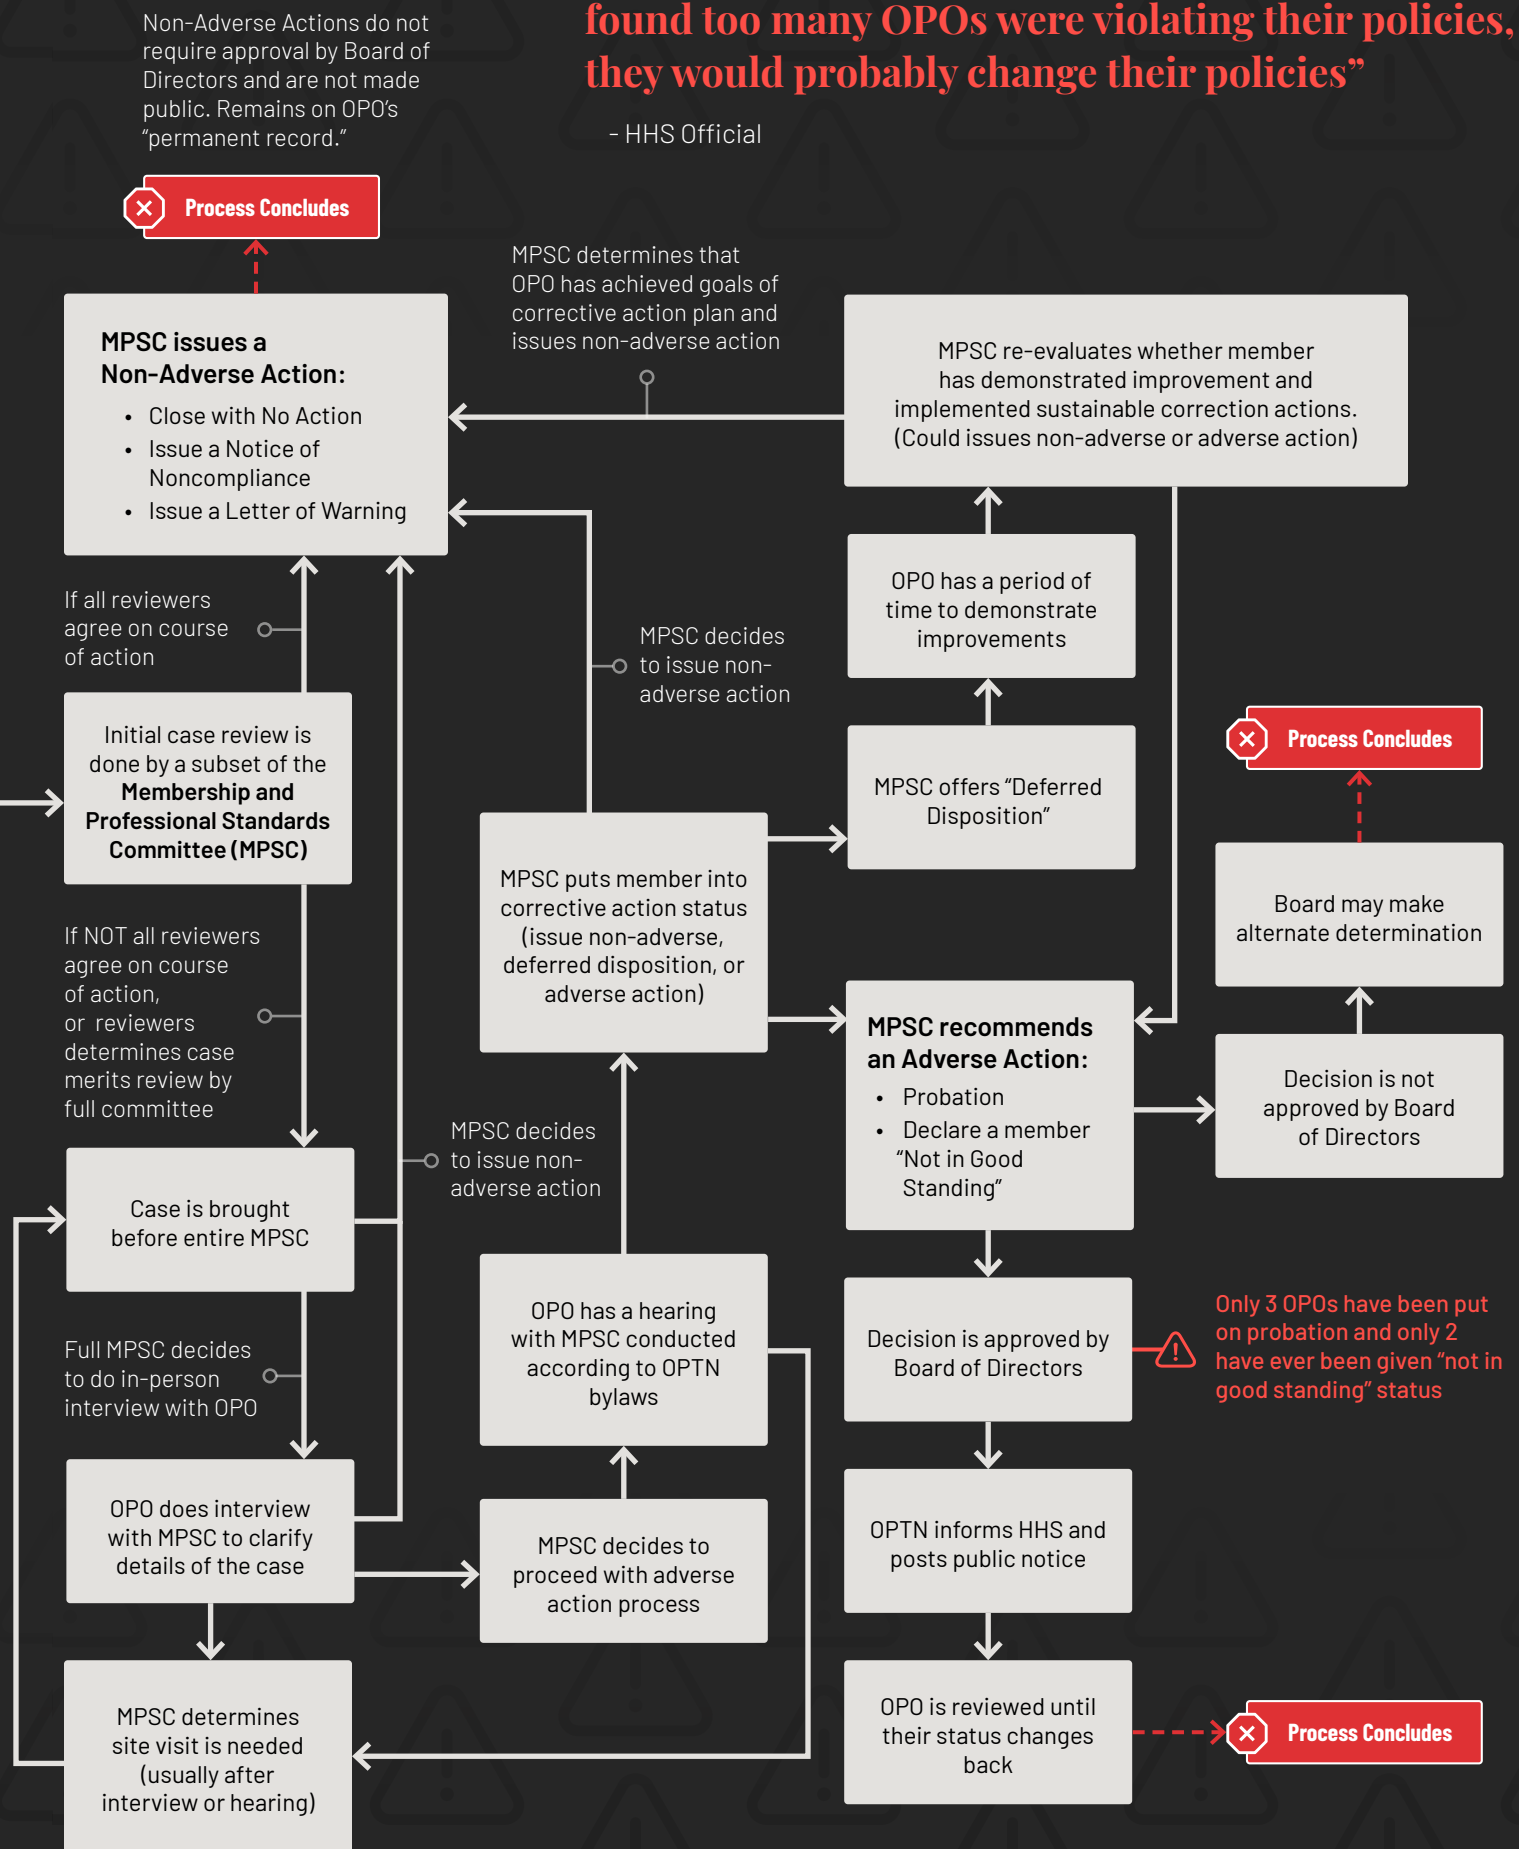 Non-Adverse Actions do not
require approval by Board of
Directors and are not made
public. Remains on OPO’s
“permanent record.”
found too many OPOs were violating their policies,
they would probably change their policies”
- HHS Official
Process Concludes
MPSC determines that
OPO has achieved goals of
corrective action plan and
issues non-adverse action
MPSC issues a
Non-Adverse Action:
• Close with No Action
• Issue a Notice of
Noncompliance
• Issue a Letter of Warning
MPSC re-evaluates whether member
has demonstrated improvement and
implemented sustainable correction actions.
(Could issues non-adverse or adverse action)
If all reviewers
agree on course
of action
MPSC decides
to issue non-
adverse action
OPO has a period of
time to demonstrate
improvements
Initial case review is
done by a subset of the
Membership and
Professional Standards
Committee (MPSC)
MPSC offers “Deferred
Disposition”
Process Concludes
MPSC puts member into
corrective action status
(issue non-adverse,
deferred disposition, or
adverse action)
Board may make
alternate determination
If NOT all reviewers
agree on course
of action,
or reviewers
determines case
merits review by
full committee
MPSC recommends
an Adverse Action:
• Probation
• Declare a member
“Not in Good
Standing”
Decision is not
approved by Board
of Directors
MPSC decides
to issue non-
adverse action
Case is brought
before entire MPSC
OPO has a hearing
with MPSC conducted
according to OPTN
bylaws
Decision is approved by
Board of Directors
Only 3 OPOs have been put
on probation and only 2
have ever been given “not in
good standing” status
Full MPSC decides
to do in-person
interview with OPO
OPO does interview
with MPSC to clarify
details of the case
MPSC decides to
proceed with adverse
action process
OPTN informs HHS and
posts public notice
MPSC determines
site visit is needed
(usually after
interview or hearing)
OPO is reviewed until
their status changes
back
Process Concludes